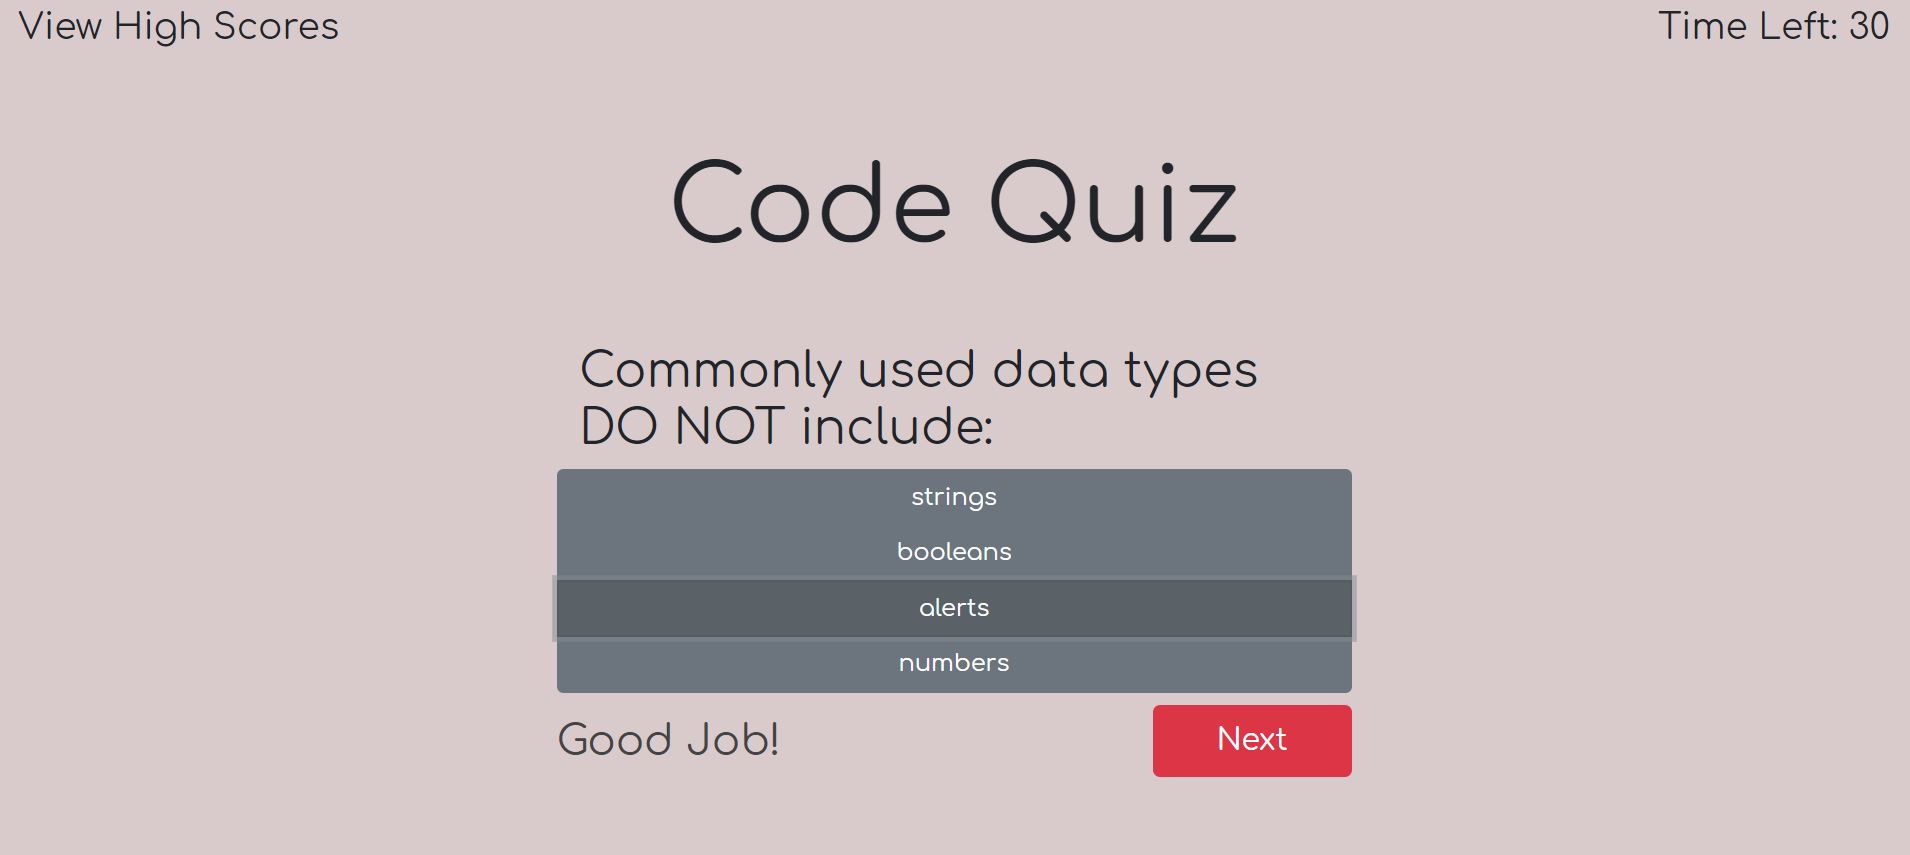 View High Scores
Time Left: 30
Code Quiz
Commonly used data types
DO NOT include:
strings
booleans
alerts
numbers
Good Job!
Next